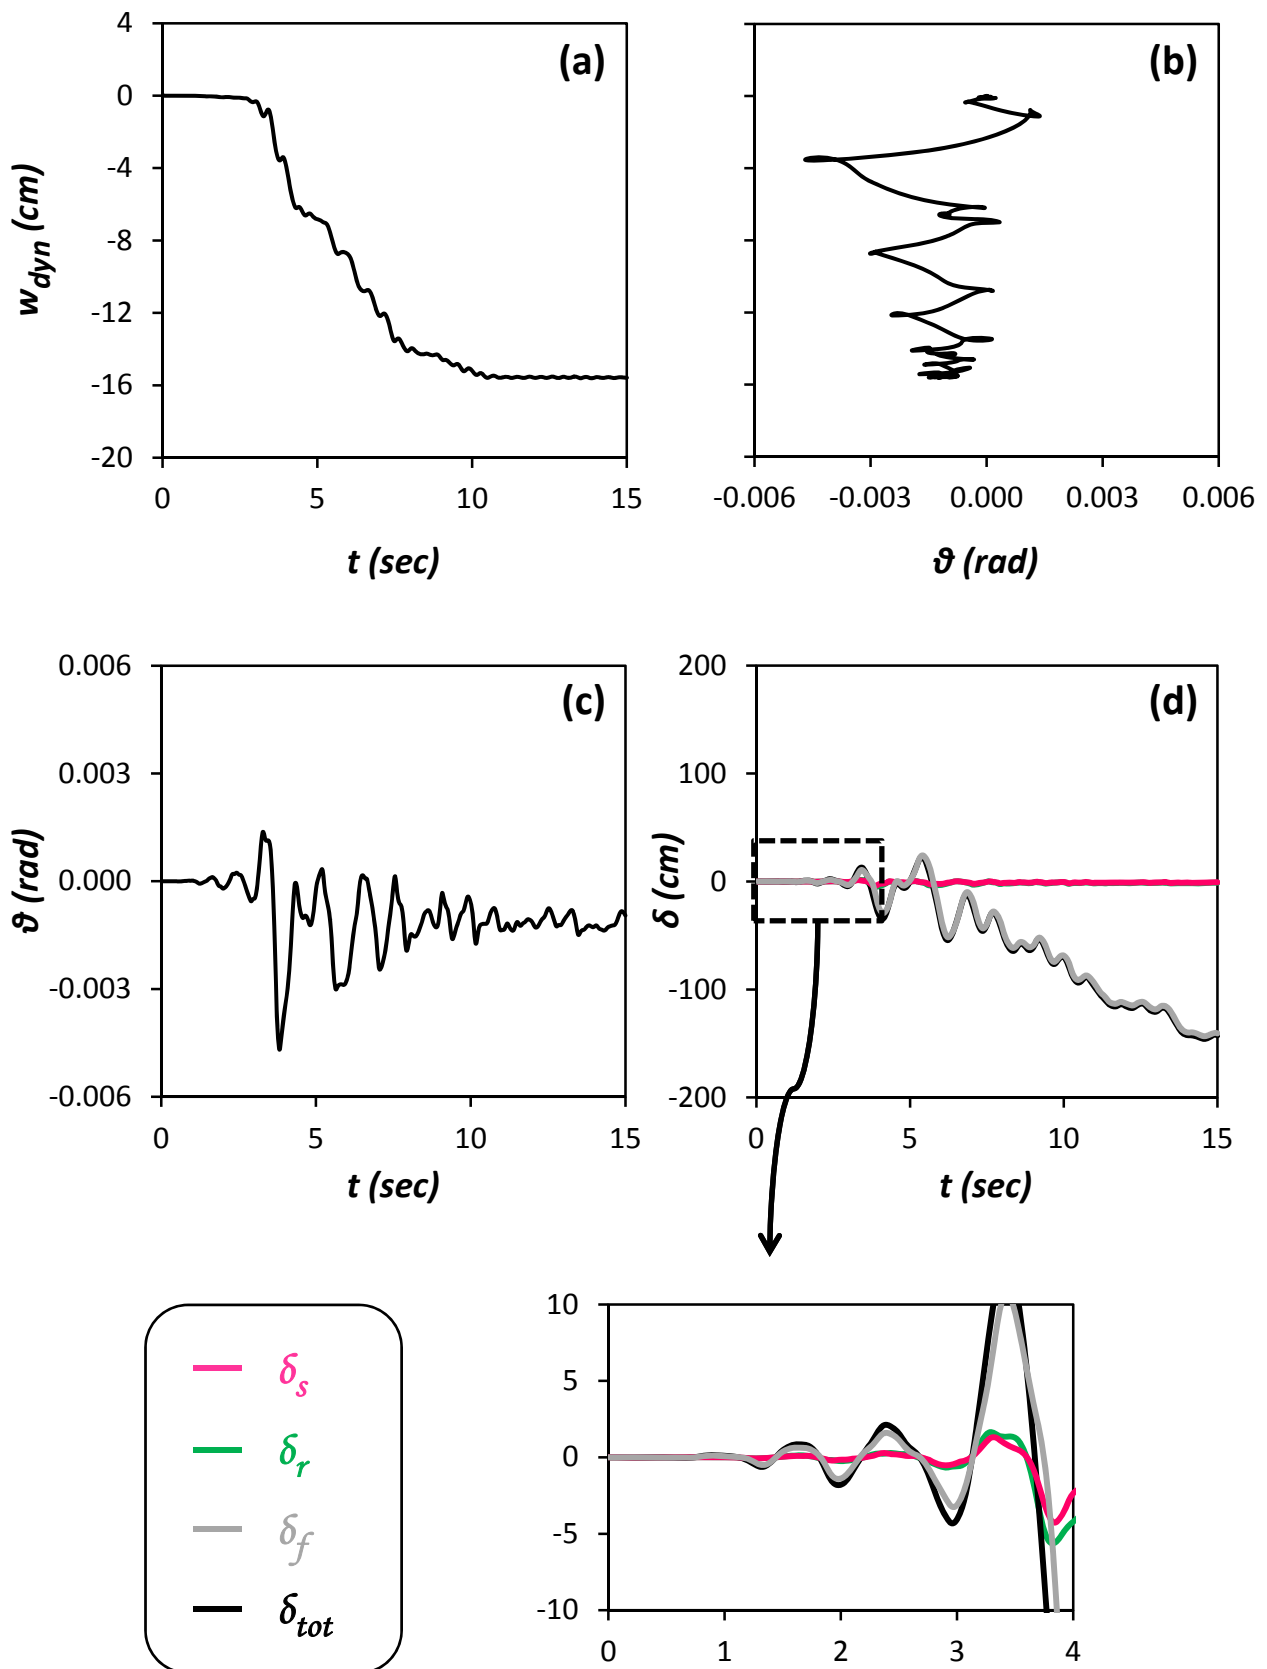 4
0
-4
-8
-12
-16
-20
w_dyn (cm)
(a)
0 5 10 15
t (sec)
(b)
-0.006 -0.003 0.000 0.003 0.006
ϑ (rad)
0.006
0.003
0.000
-0.003
-0.006
ϑ (rad)
(c)
0 5 10 15
t (sec)
200
100
0
-100
-200
δ (cm)
(d)
0 5 10 15
t (sec)
δ_s
δ_r
δ_f
δ_tot
10
5
0
-5
-10
0 1 2 3 4